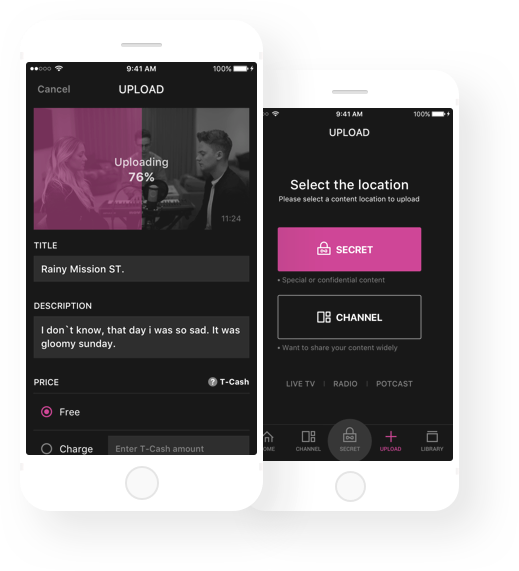 9:41 AM
100%
Cancel
UPLOAD
Uploading
76%
11:24
TITLE
Rainy Mission ST.
DESCRIPTION
I don`t know, that day i was so sad. It was
gloomy sunday.
PRICE
? T-Cash
Free
Charge
Enter T-Cash amount
9:41 AM
100%
UPLOAD
Select the location
Please select a content location to upload
SECRET
• Special or confidential content
CHANNEL
• Want to share your content widely
LIVE TV | RADIO | POTCAST
OME
CHANNEL
SECRET
UPLOAD
LIBRARY